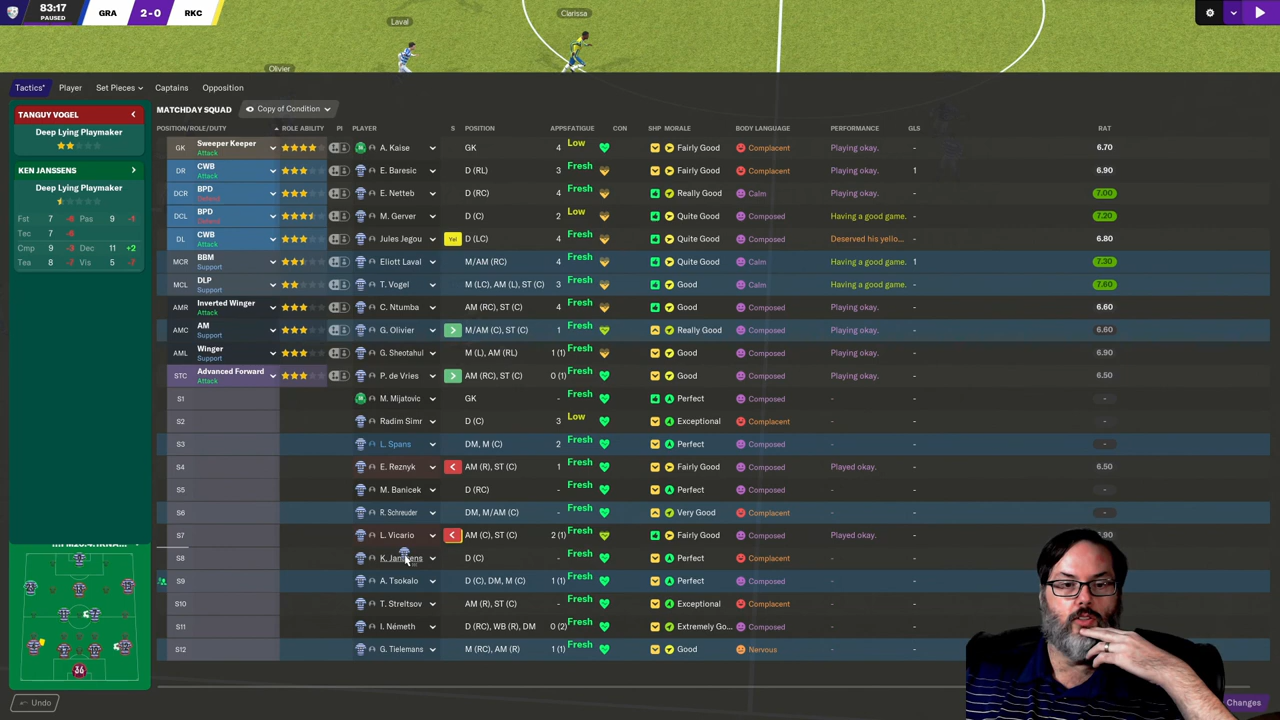 83:17
PAUSED
GRA 2 - 0 RKC
Clarissa
Laval
Olivier
Tactics* Player Set Pieces Captains Opposition
TANGUY VOGEL
Deep Lying Playmaker
KEN JANSSENS
Deep Lying Playmaker
Fst 7 -6 Pas 9 -1
Tec 7 -6
Cmp 9 -3 Dec 11 +2
Tea 8 -7 Vis 5 -7
MATCHDAY SQUAD Copy of Condition
POSITION/ROLE/DUTY ROLE ABILITY PI PLAYER S POSITION APPS FATIGUE CON SHP MORALE BODY LANGUAGE PERFORMANCE GLS RAT
GK Sweeper Keeper Attack A. Kaise GK 4 Low Fairly Good Complacent Playing okay. - 6.70
DR CWB Attack E. Baresic D (RL) 3 Fresh Fairly Good Complacent Playing okay. 1 6.90
DCR BPD Defend E. Netteb D (RC) 4 Fresh Really Good Calm Playing okay. - 7.00
DCL BPD Defend M. Gerver D (C) 2 Low Quite Good Composed Having a good game. - 7.20
DL CWB Attack Jules Jegou Yel D (LC) 4 Fresh Quite Good Composed Deserved his yello... - 6.80
MCR BBM Support Eliott Laval M/AM (RC) 4 Fresh Quite Good Calm Having a good game. 1 7.30
MCL DLP Support T. Vogel M (LC), AM (L), ST (C) 3 Fresh Good Calm Having a good game. - 7.60
AMR Inverted Winger Attack C. Ntumba AM (RC), ST (C) 4 Fresh Good Composed Playing okay. - 6.60
AMC AM Support G. Olivier M/AM (C), ST (C) 1 Fresh Really Good Composed Playing okay. - 6.60
AML Winger Support G. Sheotahul M (L), AM (RL) 1 (1) Fresh Good Composed Playing okay. - 6.90
STC Advanced Forward Attack P. de Vries AM (RC), ST (C) 0 (1) Fresh Good Composed Playing okay. - 6.50
S1 M. Mijatovic GK - Fresh Perfect Composed - - -
S2 Radim Simr D (C) 3 Low Exceptional Complacent - - -
S3 L. Spans DM, M (C) 2 Fresh Perfect Composed - - -
S4 E. Reznyk AM (R), ST (C) 1 Fresh Fairly Good Composed Played okay. - 6.50
S5 M. Banicek D (RC) - Fresh Perfect Composed - - -
S6 R. Schreuder DM, M/AM (C) - Fresh Very Good Complacent - - -
S7 L. Vicario AM (C), ST (C) 2 (1) Fresh Good Composed Played okay. - 6.90
S8 D (C) - Fresh Perfect Complacent - -
S9 A. Tsokalo D (C), DM, M (C) 1 (1) Fresh Perfect Composed - -
S10 T. Streltsov AM (R), ST (C) - Fresh Exceptional Complacent - -
S11 I. Németh D (RC), WB (R), DM 0 (2) Fresh Extremely Go... Composed - -
S12 G. Tielemans M (RC), AM (R) 1 (1) Fresh Good Nervous - -
36
Undo
Changes